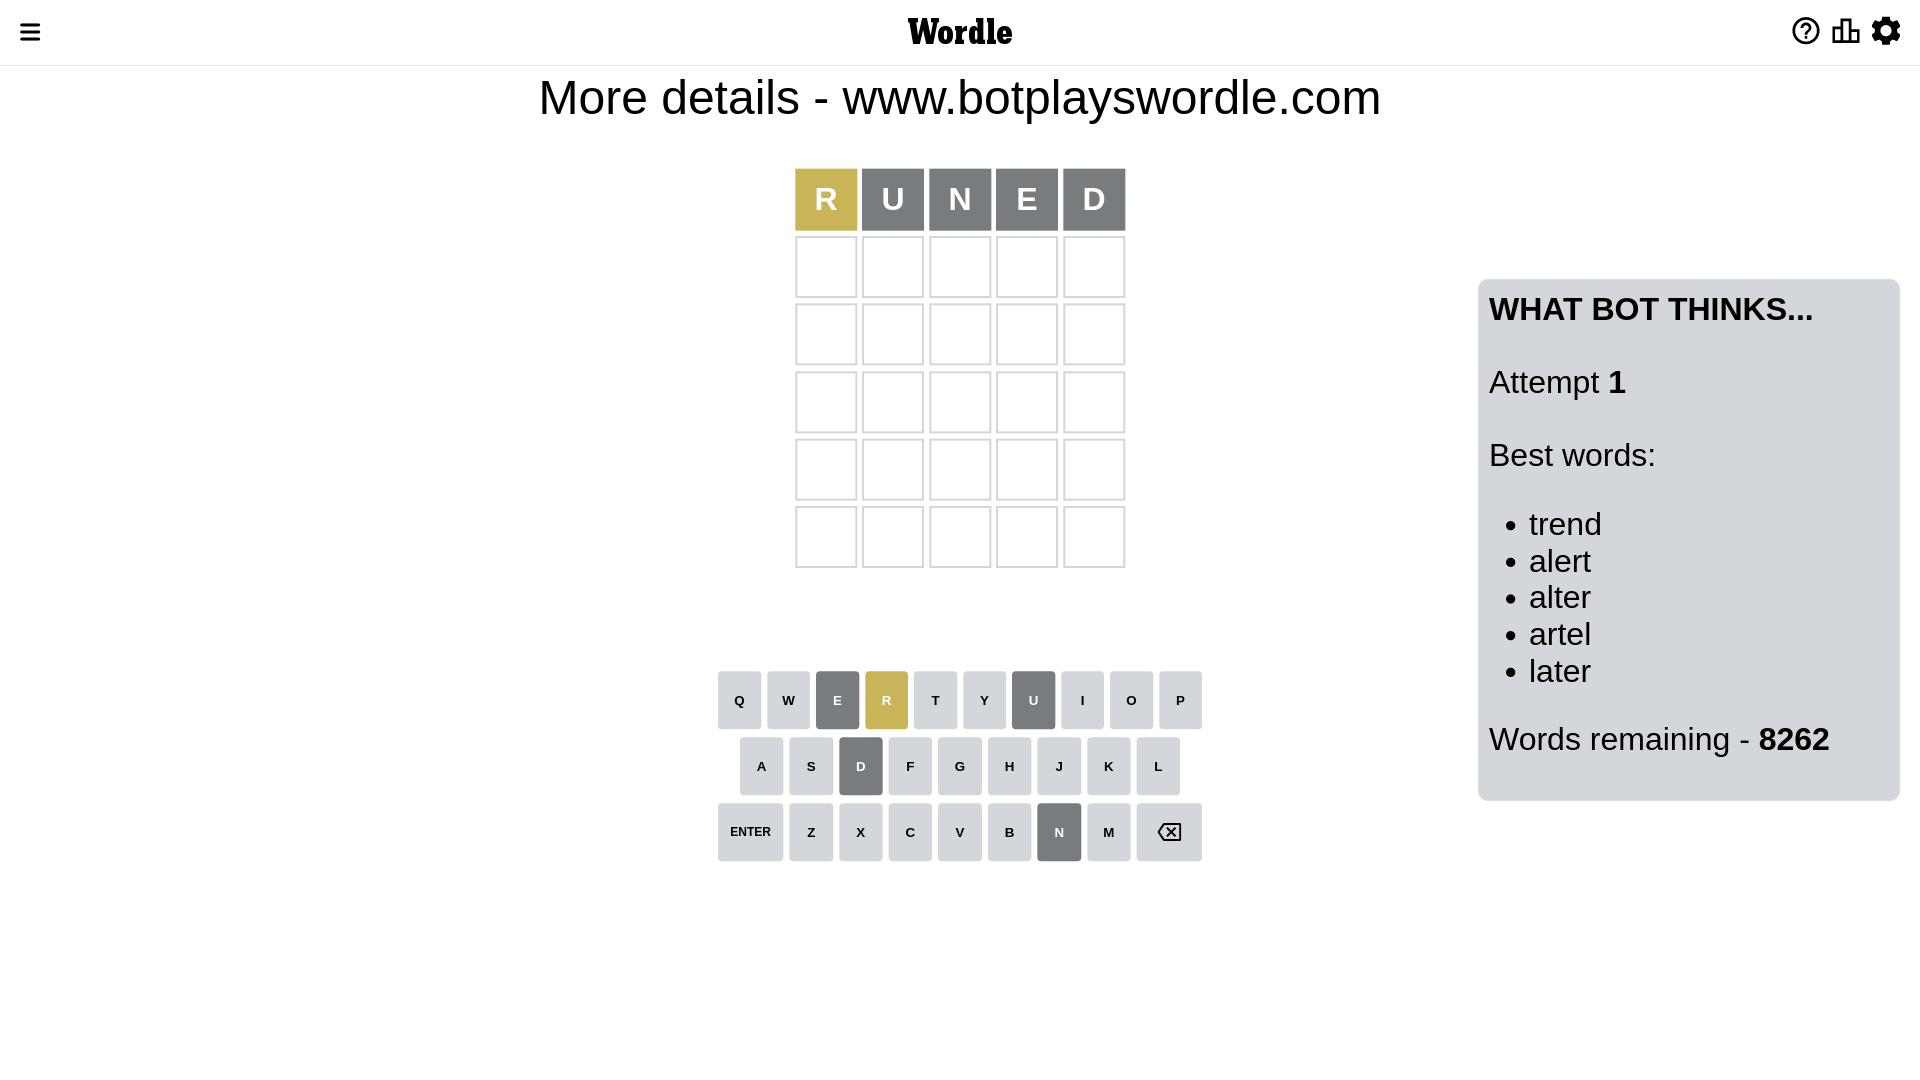 Wordle
More details - www.botplayswordle.com
R U N E D
WHAT BOT THINKS...
Attempt 1
Best words:
• trend
• alert
• alter
• artel
• later
Words remaining - 8262
Q W E R T Y U I O P
A S D F G H J K L
ENTER Z X C V B N M